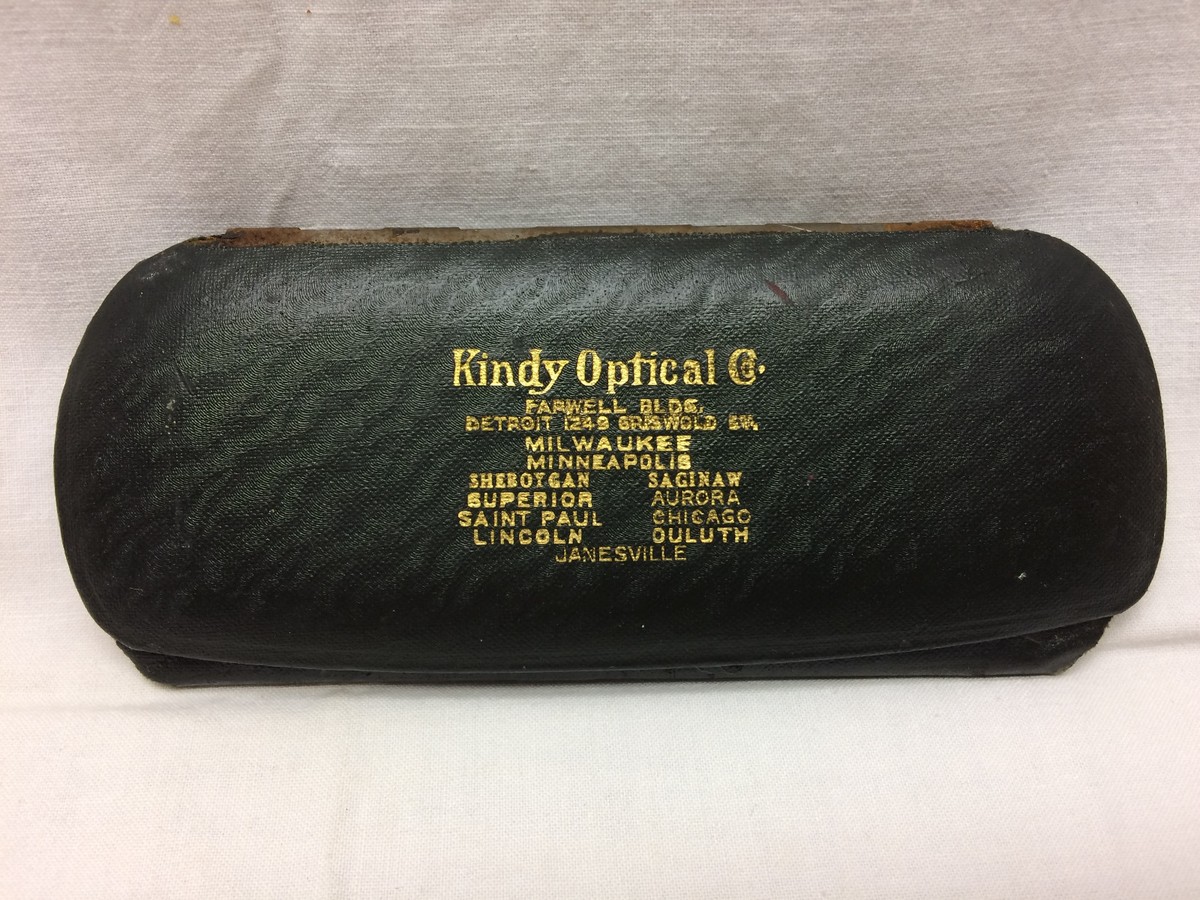 Kindy Optical Co.
FARWELL BLDG.
DETROIT 1249 GRISWOLD ST.
MILWAUKEE
MINNEAPOLIS
SHEBOYGAN SAGINAW
SUPERIOR AURORA
SAINT PAUL CHICAGO
LINCOLN DULUTH
JANESVILLE